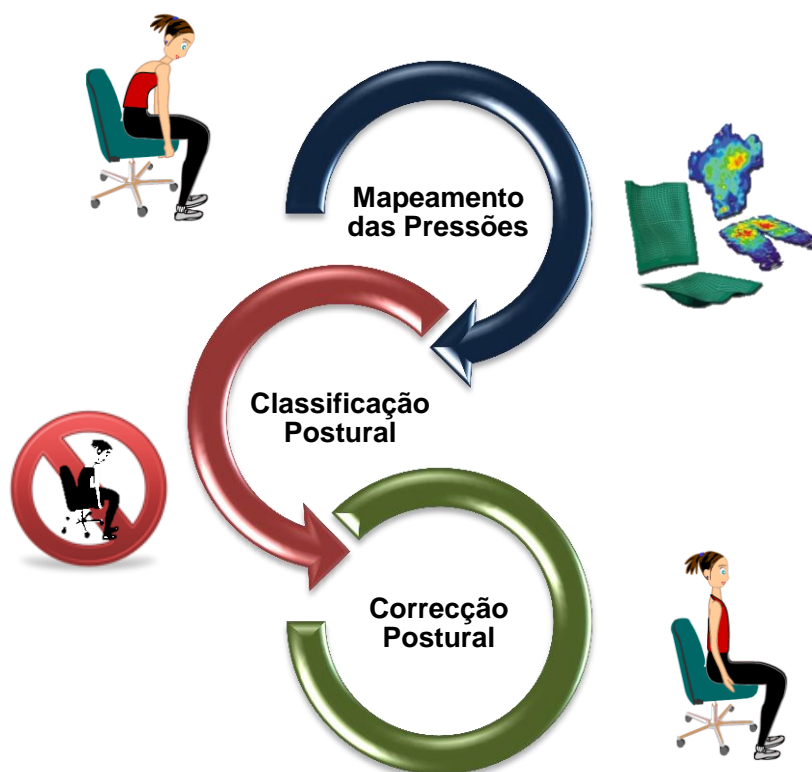 Mapeamento
das Pressões
Classificação
Postural
Correcção
Postural